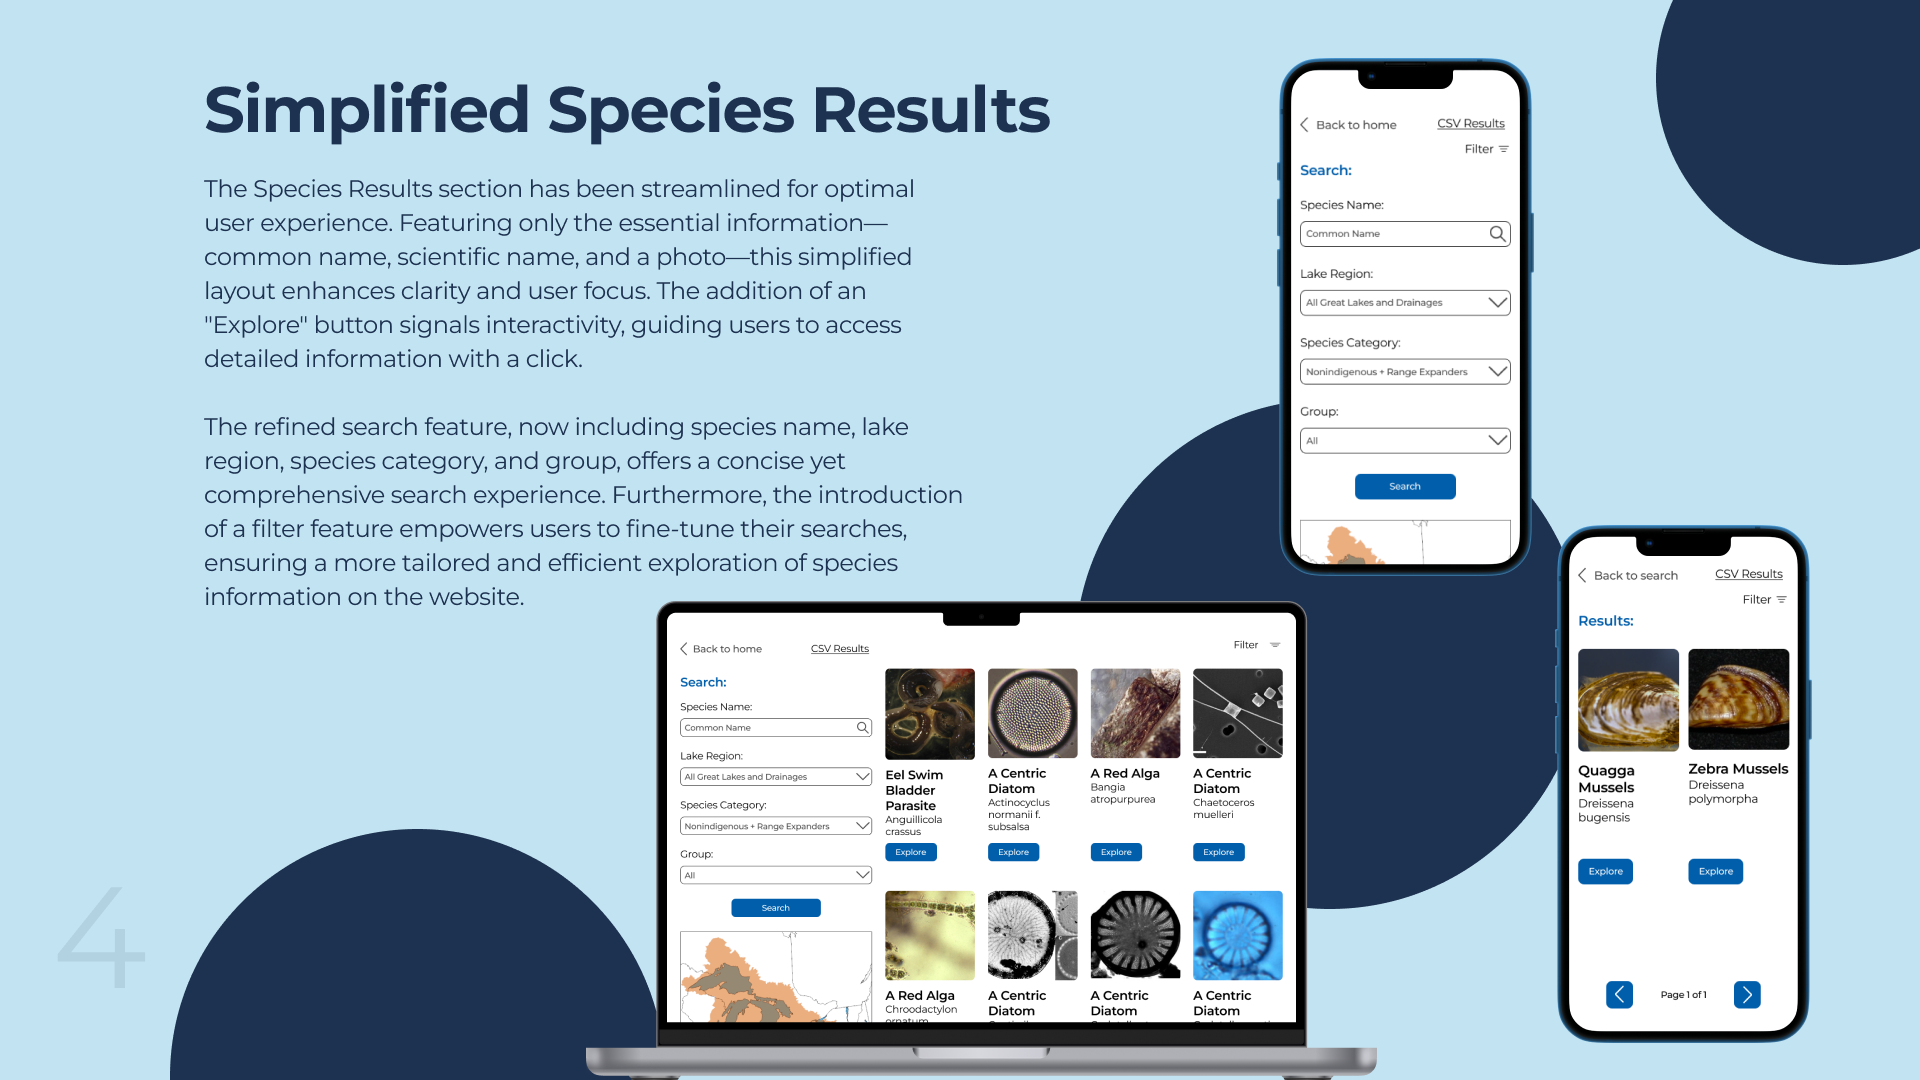 Simplified Species Results
The Species Results section has been streamlined for optimal
user experience. Featuring only the essential information—
common name, scientific name, and a photo—this simplified
layout enhances clarity and user focus. The addition of an
"Explore" button signals interactivity, guiding users to access
detailed information with a click.
The refined search feature, now including species name, lake
region, species category, and group, offers a concise yet
comprehensive search experience. Furthermore, the introduction
of a filter feature empowers users to fine-tune their searches,
ensuring a more tailored and efficient exploration of species
information on the website.
4
Back to home
CSV Results
Filter
Search:
Species Name:
Common Name
Lake Region:
All Great Lakes and Drainages
Species Category:
Nonindigenous + Range Expanders
Group:
All
Search
Back to home
CSV Results
Filter
Search:
Species Name:
Common Name
Lake Region:
All Great Lakes and Drainages
Species Category:
Nonindigenous + Range Expanders
Group:
All
Search
Eel Swim
Bladder
Parasite
Anguillicola
crassus
Explore
A Centric
Diatom
Actinocyclus
normanii f.
subsalsa
Explore
A Red Alga
Bangia
atropurpurea
Explore
A Centric
Diatom
Chaetoceros
muelleri
Explore
A Red Alga
Chroodactylon
ornatum
A Centric
Diatom
A Centric
Diatom
A Centric
Diatom
Back to search
CSV Results
Filter
Results:
Quagga
Mussels
Dreissena
bugensis
Explore
Zebra Mussels
Dreissena
polymorpha
Explore
Page 1 of 1